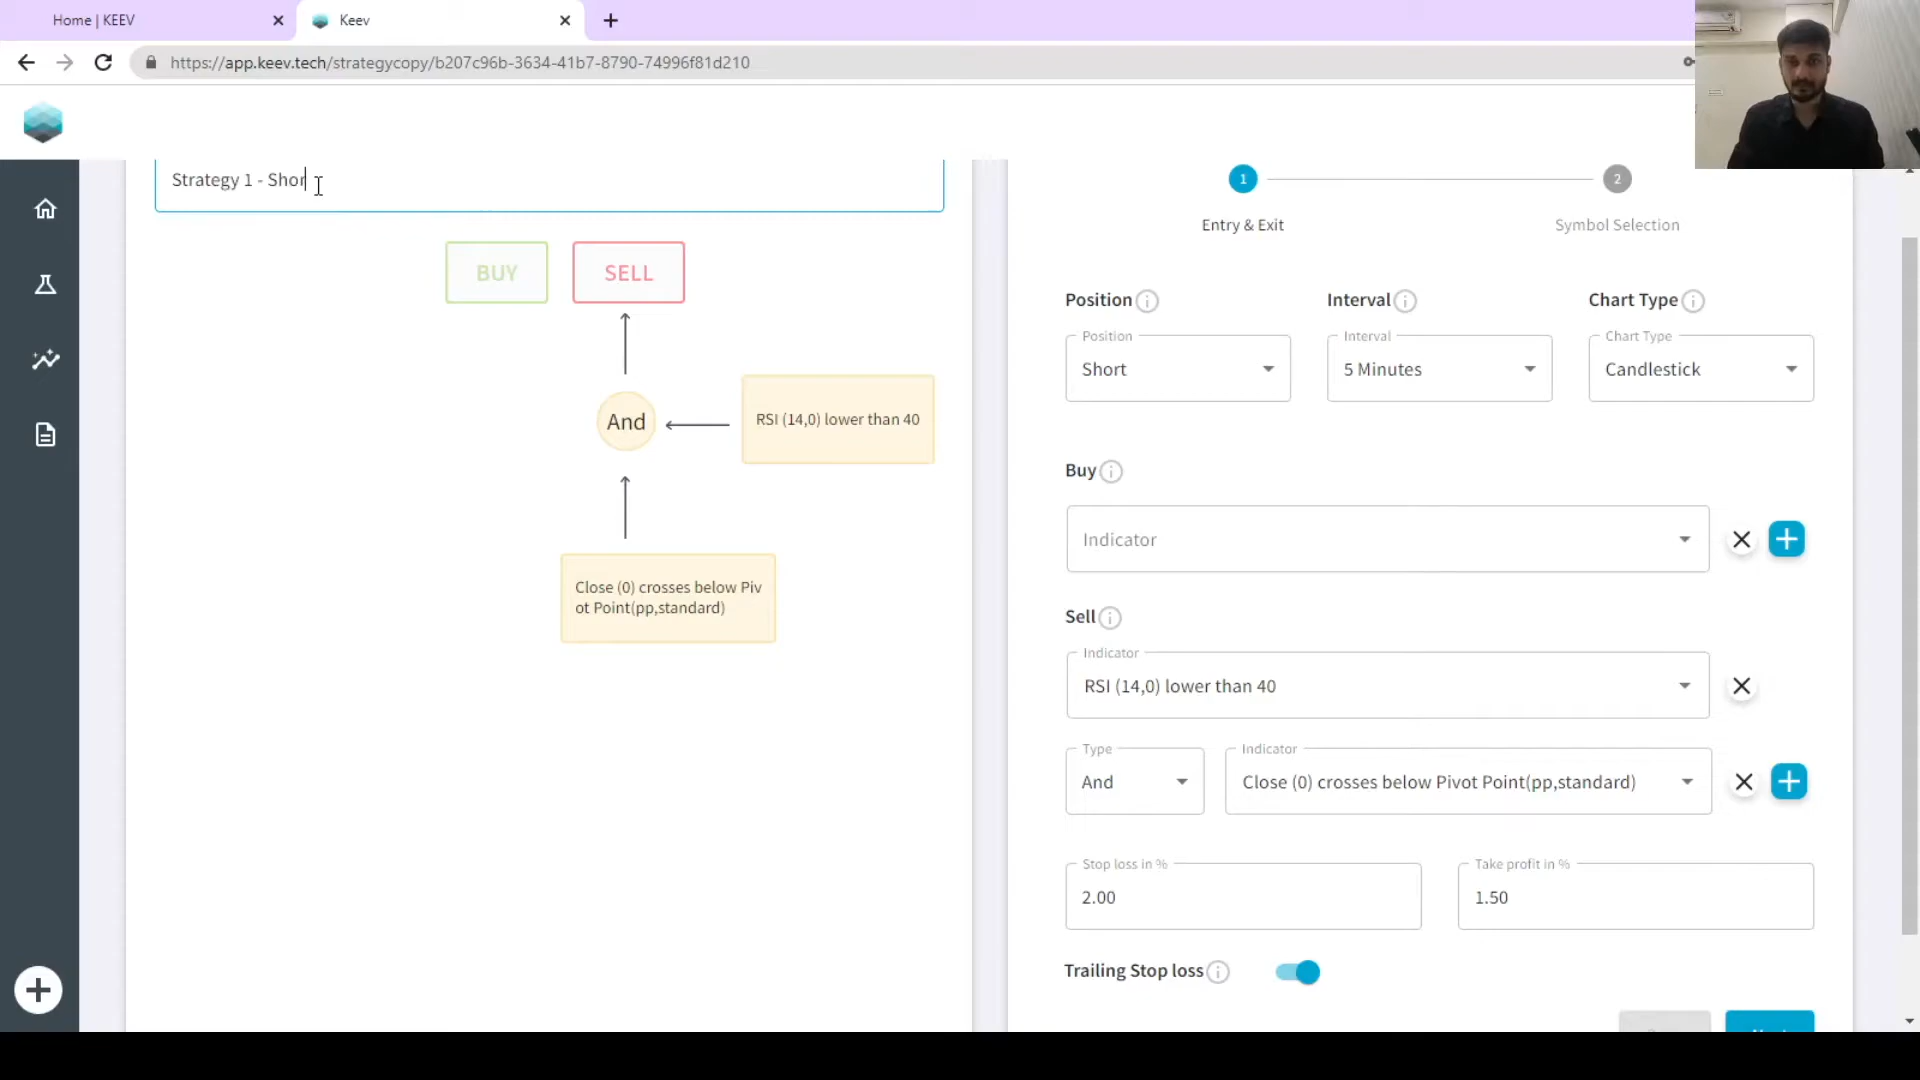 Home | KEEV
Keev
https://app.keev.tech/strategycopy/b207c96b-3634-41b7-8790-74996f81d210
Strategy 1 - Shor
BUY
SELL
And
RSI (14,0) lower than 40
Close (0) crosses below Piv
ot Point(pp,standard)
1
2
Entry & Exit
Symbol Selection
Position
Interval
Chart Type
Position
Short
Interval
5 Minutes
Chart Type
Candlestick
Buy
Indicator
Sell
Indicator
RSI (14,0) lower than 40
Type
And
Indicator
Close (0) crosses below Pivot Point(pp,standard)
Stop loss in %
2.00
Take profit in %
1.50
Trailing Stop loss